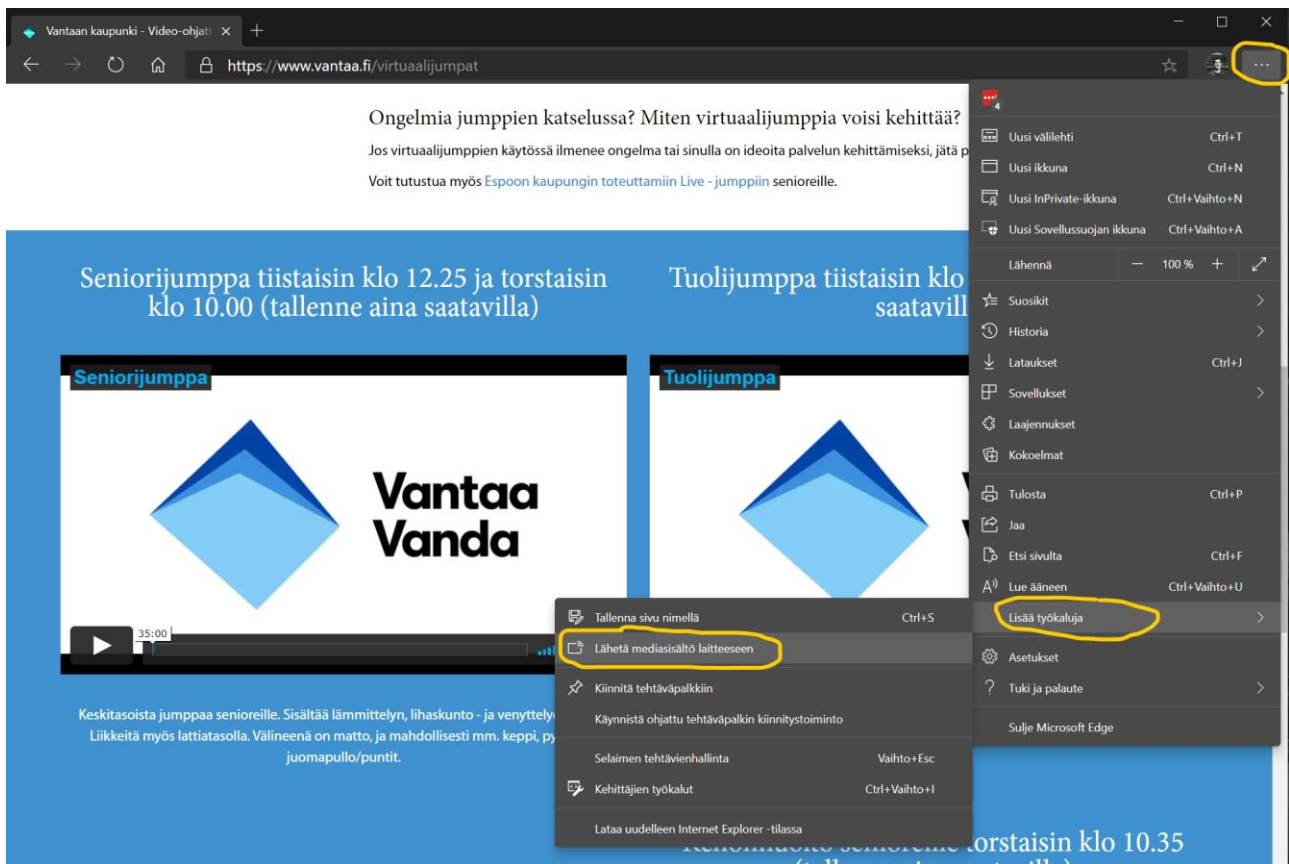 Vantaan kaupunki - Video-ohjat
https://www.vantaa.fi/virtuaalijumpat
Ongelmia jumppien katselussa? Miten virtuaalijumppia voisi kehittää?
Jos virtuaalijumppien käytössä ilmenee ongelma tai sinulla on ideoita palvelun kehittämiseksi, jätä p
Voit tutustua myös Espoon kaupungin toteuttamiin Live - jumppiin senioreille.
Seniorijumppa tiistaisin klo 12.25 ja torstaisin
klo 10.00 (tallenne aina saatavilla)
Seniorijumppa
Vantaa
Vanda
35:00
Keskitasoista jumppaa senioreille. Sisältää lämmittelyn, lihaskunto - ja venyttely
Liikkeitä myös lattiatasolla. Välineenä on matto, ja mahdollisesti mm. keppi, py
juomapullo/puntit.
Tuolijumppa tiistaisin klo
saatavill
Tuolijumppa
4
Uusi välilehti Ctrl+T
Uusi ikkuna Ctrl+N
Uusi InPrivate-ikkuna Ctrl+Vaihto+N
Uusi Sovellussuojan ikkuna Ctrl+Vaihto+A
Lähennä — 100 % +
Suosikit
Historia
Lataukset Ctrl+J
Sovellukset
Laajennukset
Kokoelmat
Tulosta Ctrl+P
Jaa
Etsi sivulta Ctrl+F
Lue ääneen Ctrl+Vaihto+U
Lisää työkaluja
Asetukset
Tuki ja palaute
Sulje Microsoft Edge
Tallenna sivu nimellä Ctrl+S
Lähetä mediasisältö laitteeseen
Kiinnitä tehtäväpalkkiin
Käynnistä ohjattu tehtäväpalkin kiinnitystoiminto
Selaimen tehtävienhallinta Vaihto+Esc
Kehittäjien työkalut Ctrl+Vaihto+I
Lataa uudelleen Internet Explorer -tilassa
torstaisin klo 10.35